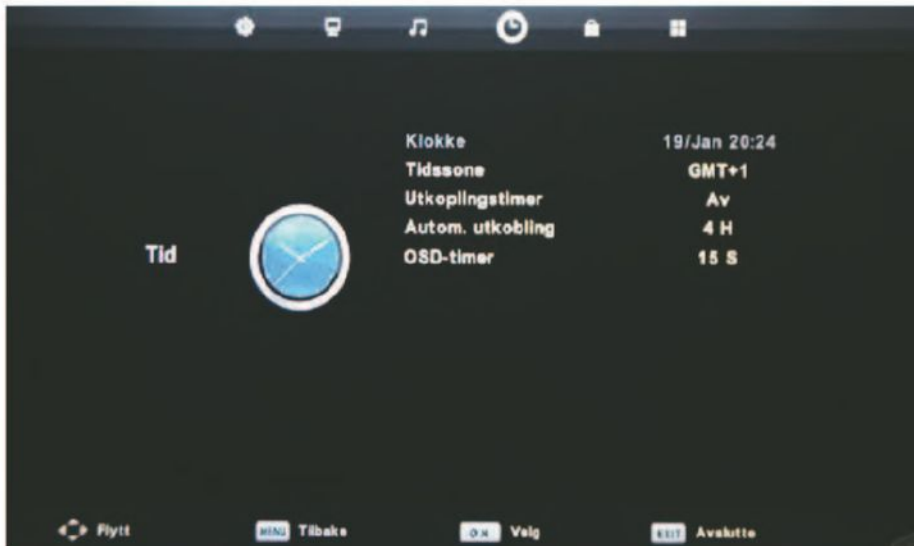 Klokke 19/Jan 20:24
Tidssone GMT+1
Utkoplingstimer Av
Autom. utkobling 4 H
Tid
OSD-timer 15 S
Flytt MENU Tilbake OK Velg EXIT Avslutte